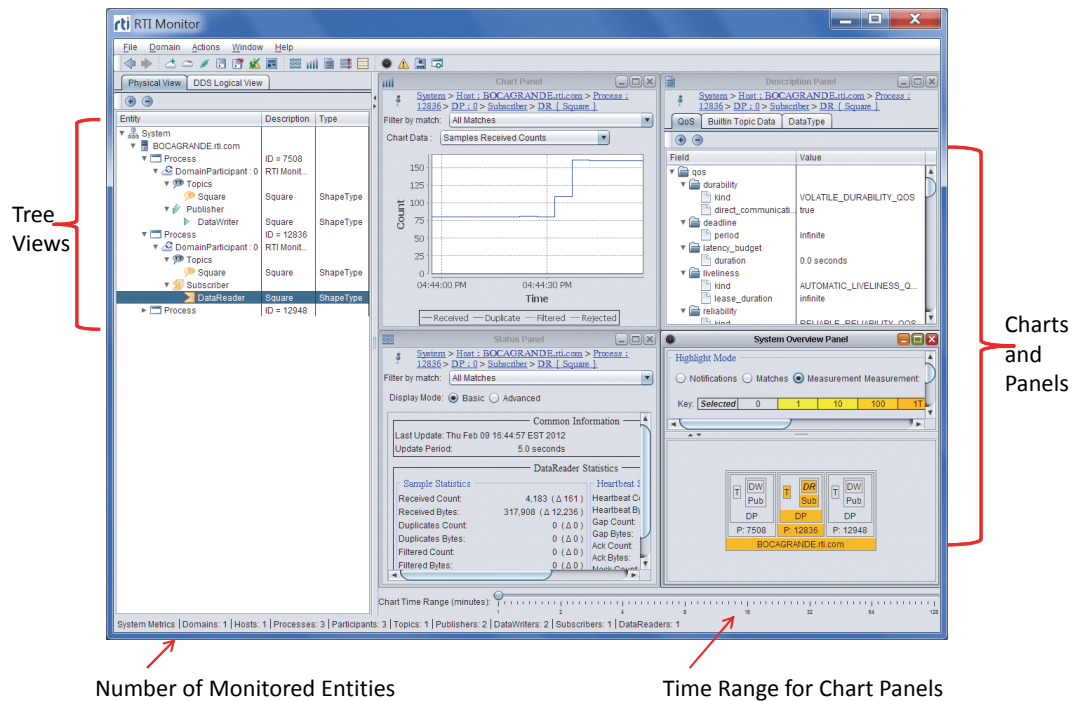 rti RTI Monitor
File Domain Actions Window Help
Physical View DDS Logical View
Entity Description Type
System
BOCAGRANDE.rti.com
Process ID = 7508
DomainParticipant : 0 RTI Monit...
Topics
Square Square ShapeType
Publisher
DataWriter Square ShapeType
Process ID = 12836
DomainParticipant : 0 RTI Monit...
Topics
Square Square ShapeType
Subscriber
DataReader Square ShapeType
Process ID = 12948
Tree
Views
Chart Panel
System > Host : BOCAGRANDE.rti.com > Process :
12836 > DP : 0 > Subscriber > DR { Square }
Filter by match: All Matches
Chart Data : Samples Received Counts
150
125
100
75
50
25
0
Count
04:44:00 PM 04:44:30 PM
Time
Received Duplicate Filtered Rejected
Description Panel
System > Host : BOCAGRANDE.rti.com > Process :
12836 > DP : 0 > Subscriber > DR { Square }
QoS Builtin Topic Data DataType
Field Value
qos
durability
kind VOLATILE_DURABILITY_QOS
direct_communicati... true
deadline
period infinite
latency_budget
duration 0.0 seconds
liveliness
kind AUTOMATIC_LIVELINESS_Q...
lease_duration infinite
reliability
kind RELIABLE_RELIABILITY_QOS
Status Panel
System > Host : BOCAGRANDE.rti.com > Process :
12836 > DP : 0 > Subscriber > DR { Square }
Filter by match: All Matches
Display Mode: Basic Advanced
Common Information
Last Update: Thu Feb 09 16:44:57 EST 2012
Update Period: 5.0 seconds
DataReader Statistics
Sample Statistics Heartbeat S
Received Count: 4,183 (Δ 161) Heartbeat Co
Received Bytes: 317,908 (Δ 12,236) Heartbeat By
Duplicates Count: 0 (Δ 0) Gap Count:
Duplicates Bytes: 0 (Δ 0) Gap Bytes:
Filtered Count: 0 (Δ 0) Ack Count:
Filtered Bytes: 0 (Δ 0) Ack Bytes:
Nack Count:
System Overview Panel
Highlight Mode
Notifications Matches Measurement Measurement:
Key: Selected 0 1 10 100 1T
T DW Pub T DR Sub T DW Pub
DP DP DP
P: 7508 P: 12836 P: 12948
BOCAGRANDE.rti.com
Charts
and
Panels
Chart Time Range (minutes):
1 2 4 8 16 32 64 128
System Metrics | Domains: 1 | Hosts: 1 | Processes: 3 | Participants: 3 | Topics: 1 | Publishers: 2 | DataWriters: 2 | Subscribers: 1 | DataReaders: 1
Number of Monitored Entities
Time Range for Chart Panels